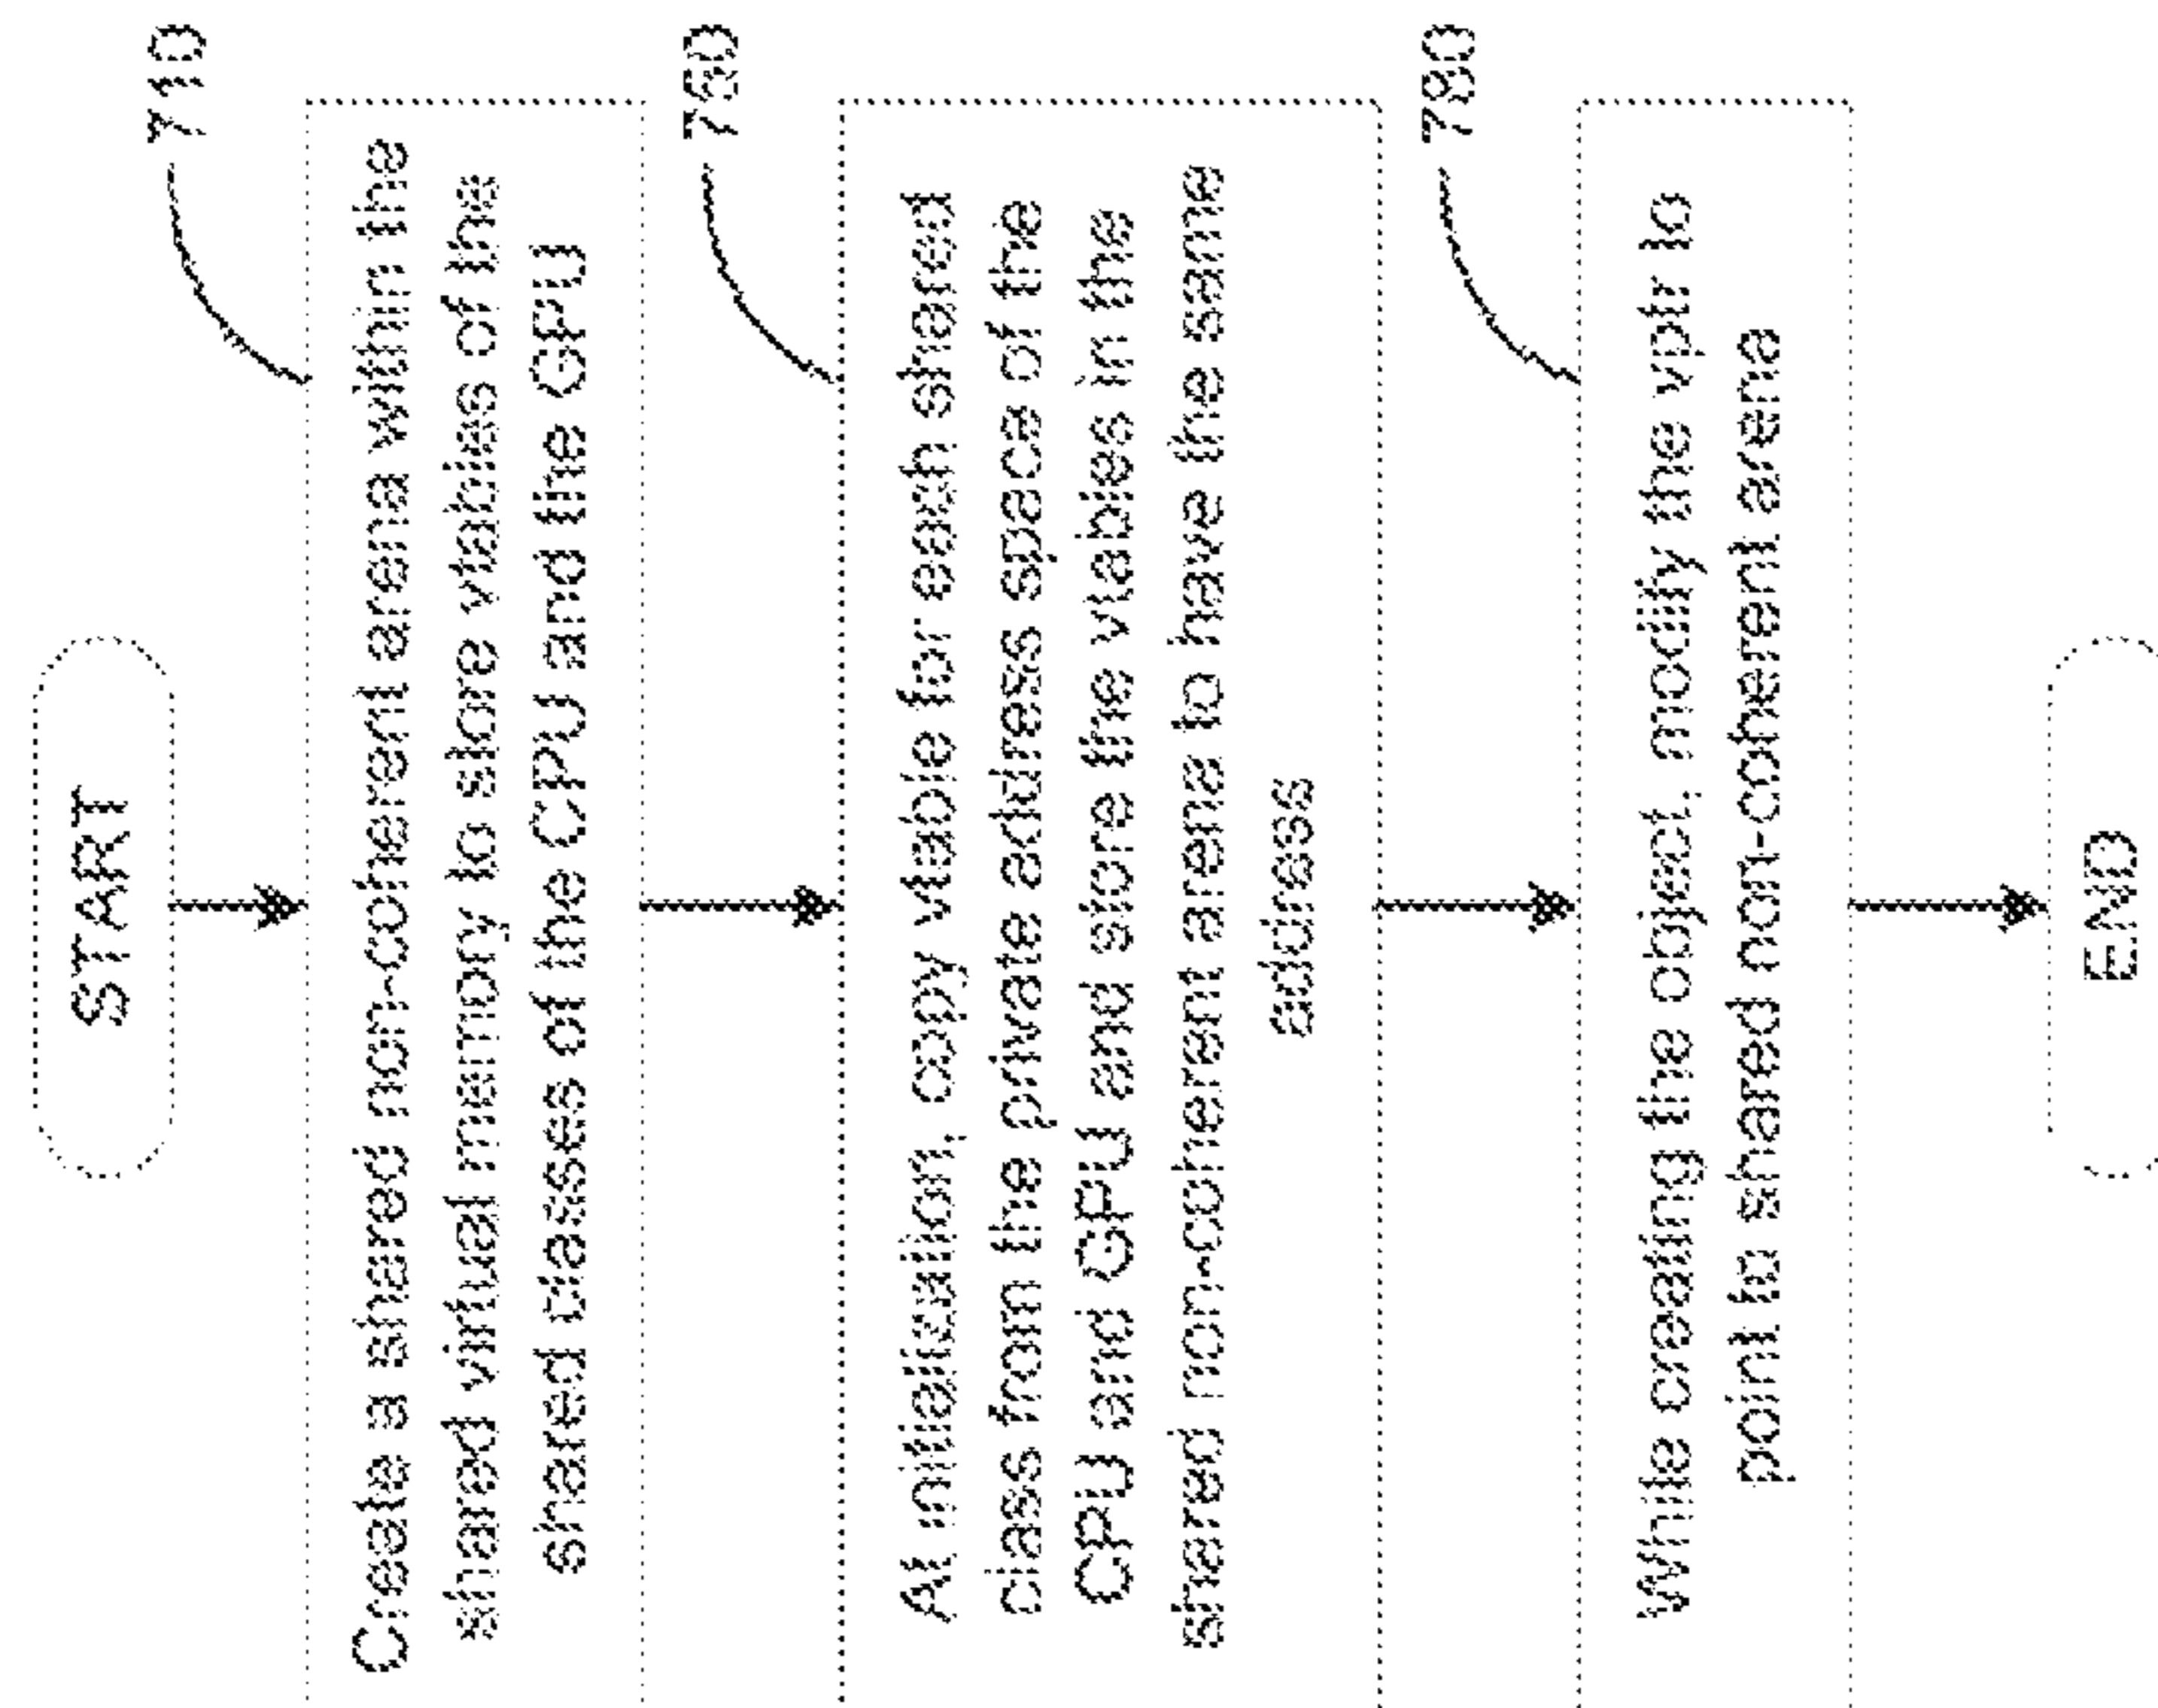 START
710
Create a shared non-coherent arena within the
shared virtual memory to store vtables of the
shared classes of the CPU and the GPU
750
At initialization, copy vtable for each shared
class from the private address space of the
CPU and GPU and store the vtables in the
shared non-coherent arena to have the same
address
780
While creating the object, modify the vptr to
point to shared non-coherent arena
END